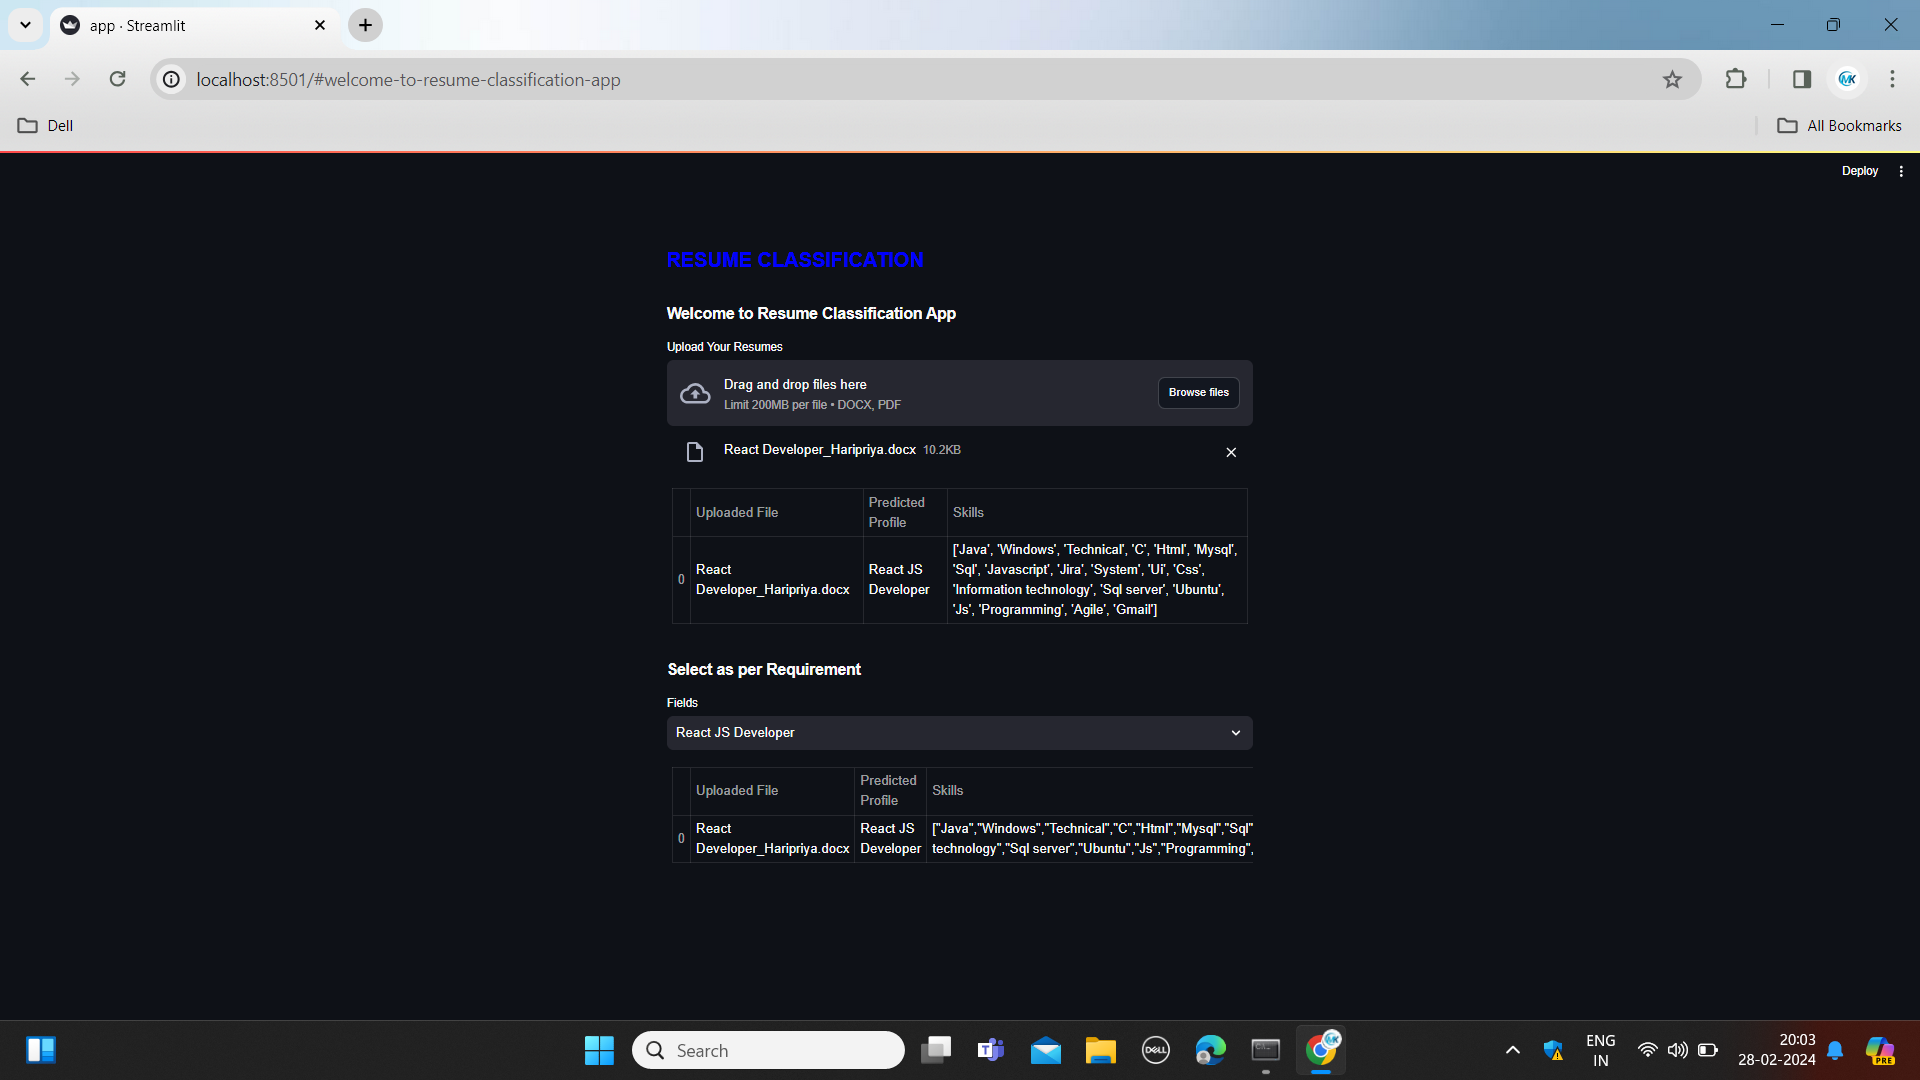 app · Streamlit
localhost:8501/#welcome-to-resume-classification-app
MK
Dell
All Bookmarks
Deploy
RESUME CLASSIFICATION
Welcome to Resume Classification App
Upload Your Resumes
Drag and drop files here
Limit 200MB per file • DOCX, PDF
Browse files
React Developer_Haripriya.docx 10.2KB
Uploaded File
Predicted
Profile
Skills
0
React
Developer_Haripriya.docx
React JS
Developer
['Java', 'Windows', 'Technical', 'C', 'Html', 'Mysql',
'Sql', 'Javascript', 'Jira', 'System', 'Ui', 'Css',
'Information technology', 'Sql server', 'Ubuntu',
'Js', 'Programming', 'Agile', 'Gmail']
Select as per Requirement
Fields
React JS Developer
Uploaded File
Predicted
Profile
Skills
0
React
Developer_Haripriya.docx
React JS
Developer
["Java","Windows","Technical","C","Html","Mysql","Sql"
technology","Sql server","Ubuntu","Js","Programming",
Search
DELL
MK
ENG
IN
20:03
28-02-2024
PRE